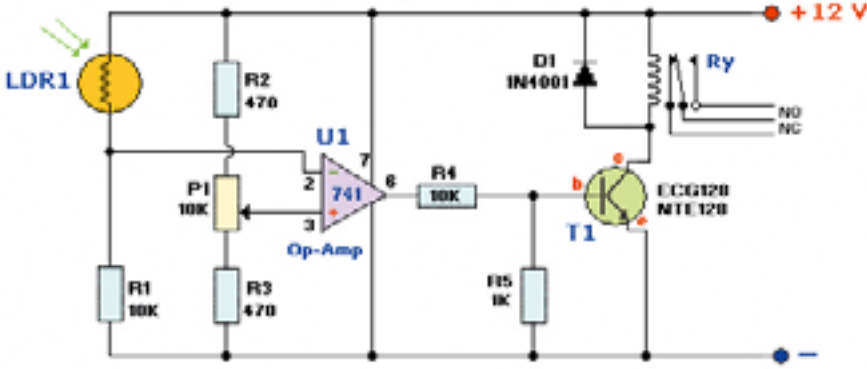 +12 V
LDR1
R2
470
D1
1N4001
Ry
NO
NC
U1
7
2
−
741
6
+
3
Op-Amp
P1
10K
R4
10K
b
c
e
T1
ECG128
NTE128
R1
10K
R3
470
R5
1K
−